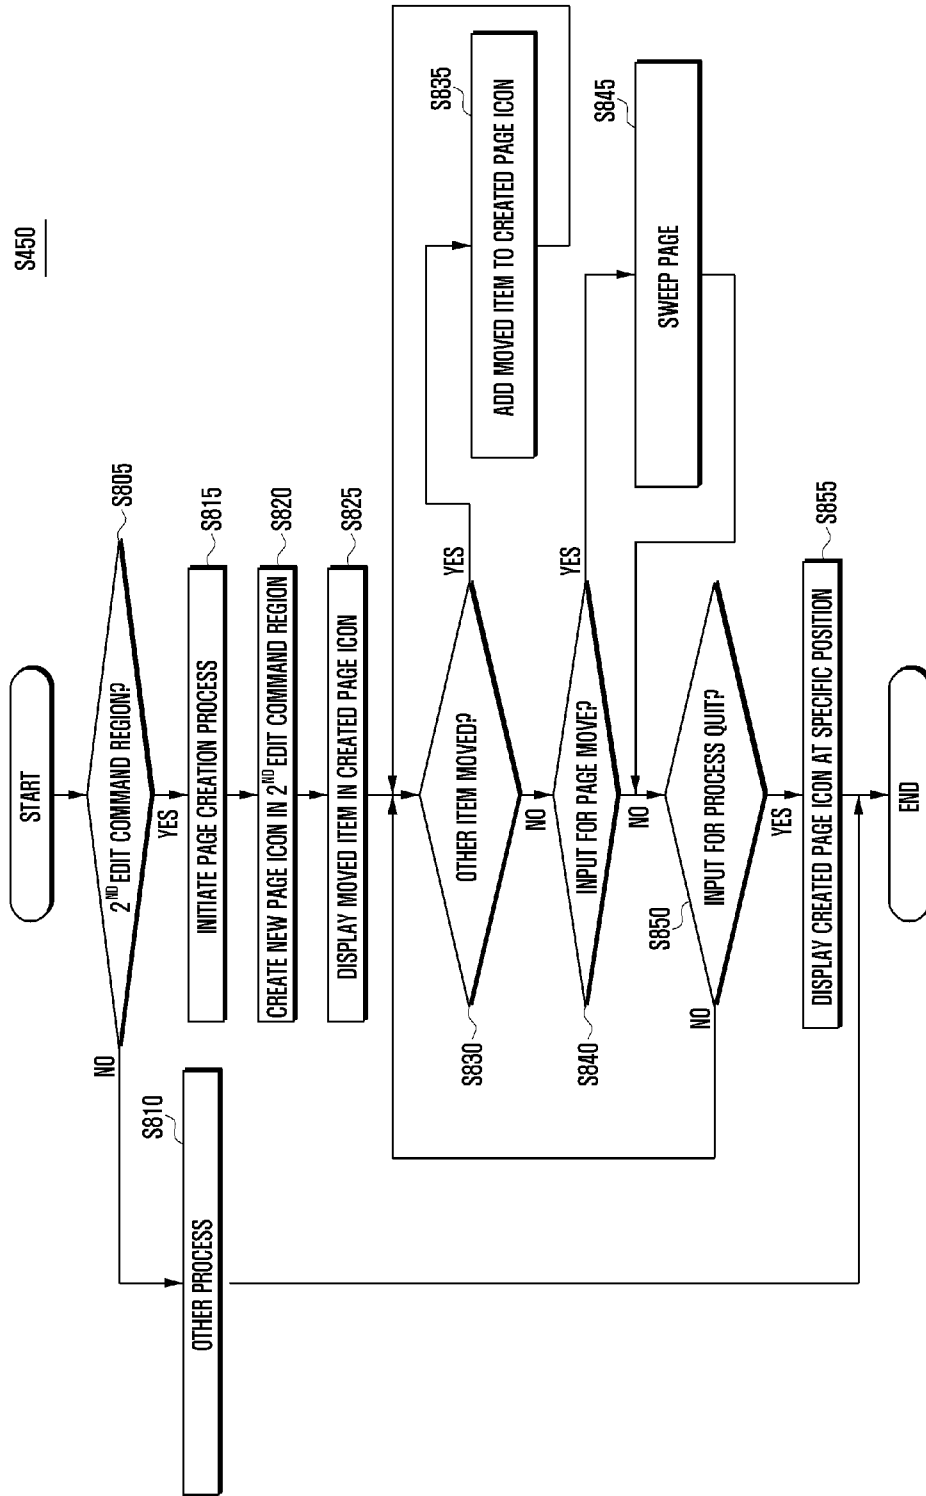 S450
START
2ND EDIT COMMAND REGION?
S805
NO
YES
S810
OTHER PROCESS
INITIATE PAGE CREATION PROCESS
S815
CREATE NEW PAGE ICON IN 2ND EDIT COMMAND REGION
S820
DISPLAY MOVED ITEM IN CREATED PAGE ICON
S825
OTHER ITEM MOVED?
S830
YES
NO
S835
ADD MOVED ITEM TO CREATED PAGE ICON
INPUT FOR PAGE MOVE?
S840
YES
NO
S845
SWEEP PAGE
S850
INPUT FOR PROCESS QUIT?
NO
YES
DISPLAY CREATED PAGE ICON AT SPECIFIC POSITION
S855
END